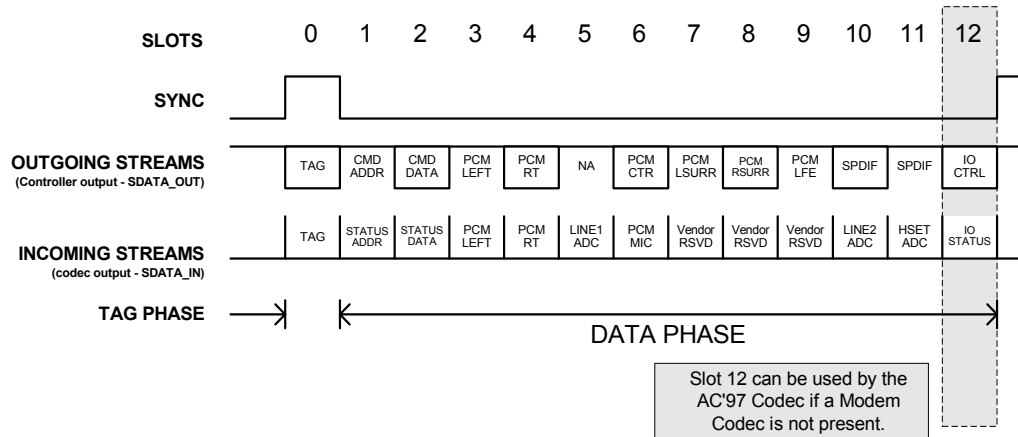 SLOTS 0 1 2 3 4 5 6 7 8 9 10 11 12
SYNC
OUTGOING STREAMS
(Controller output - SDATA_OUT)
TAG
CMD ADDR
CMD DATA
PCM LEFT
PCM RT
NA
PCM CTR
PCM LSURR
PCM RSURR
PCM LFE
SPDIF
SPDIF
IO CTRL
INCOMING STREAMS
(codec output - SDATA_IN)
TAG
STATUS ADDR
STATUS DATA
PCM LEFT
PCM RT
LINE1 ADC
PCM MIC
Vendor RSVD
Vendor RSVD
Vendor RSVD
LINE2 ADC
HSET ADC
IO STATUS
TAG PHASE
DATA PHASE
Slot 12 can be used by the
AC'97 Codec if a Modem
Codec is not present.